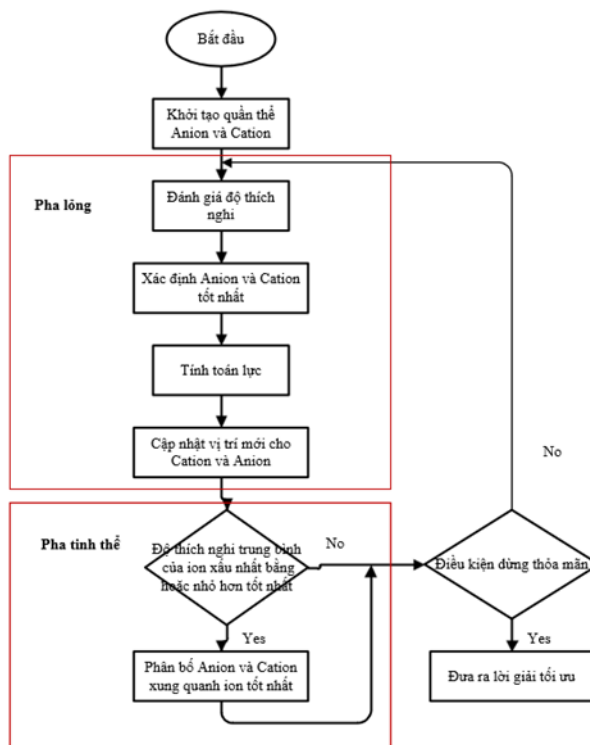 Bắt đầu
Khởi tạo quần thể
Anion và Cation
Pha lỏng
Đánh giá độ thích
nghi
Xác định Anion và Cation
tốt nhất
Tính toán lực
Cập nhật vị trí mới cho
Cation và Anion
No
Pha tinh thể
Độ thích nghi trung bình
của ion xấu nhất bằng
hoặc nhỏ hơn tốt nhất
No
Điều kiện dừng thỏa mãn
Yes
Yes
Phân bố Anion và Cation
xung quanh ion tốt nhất
Đưa ra lời giải tối ưu